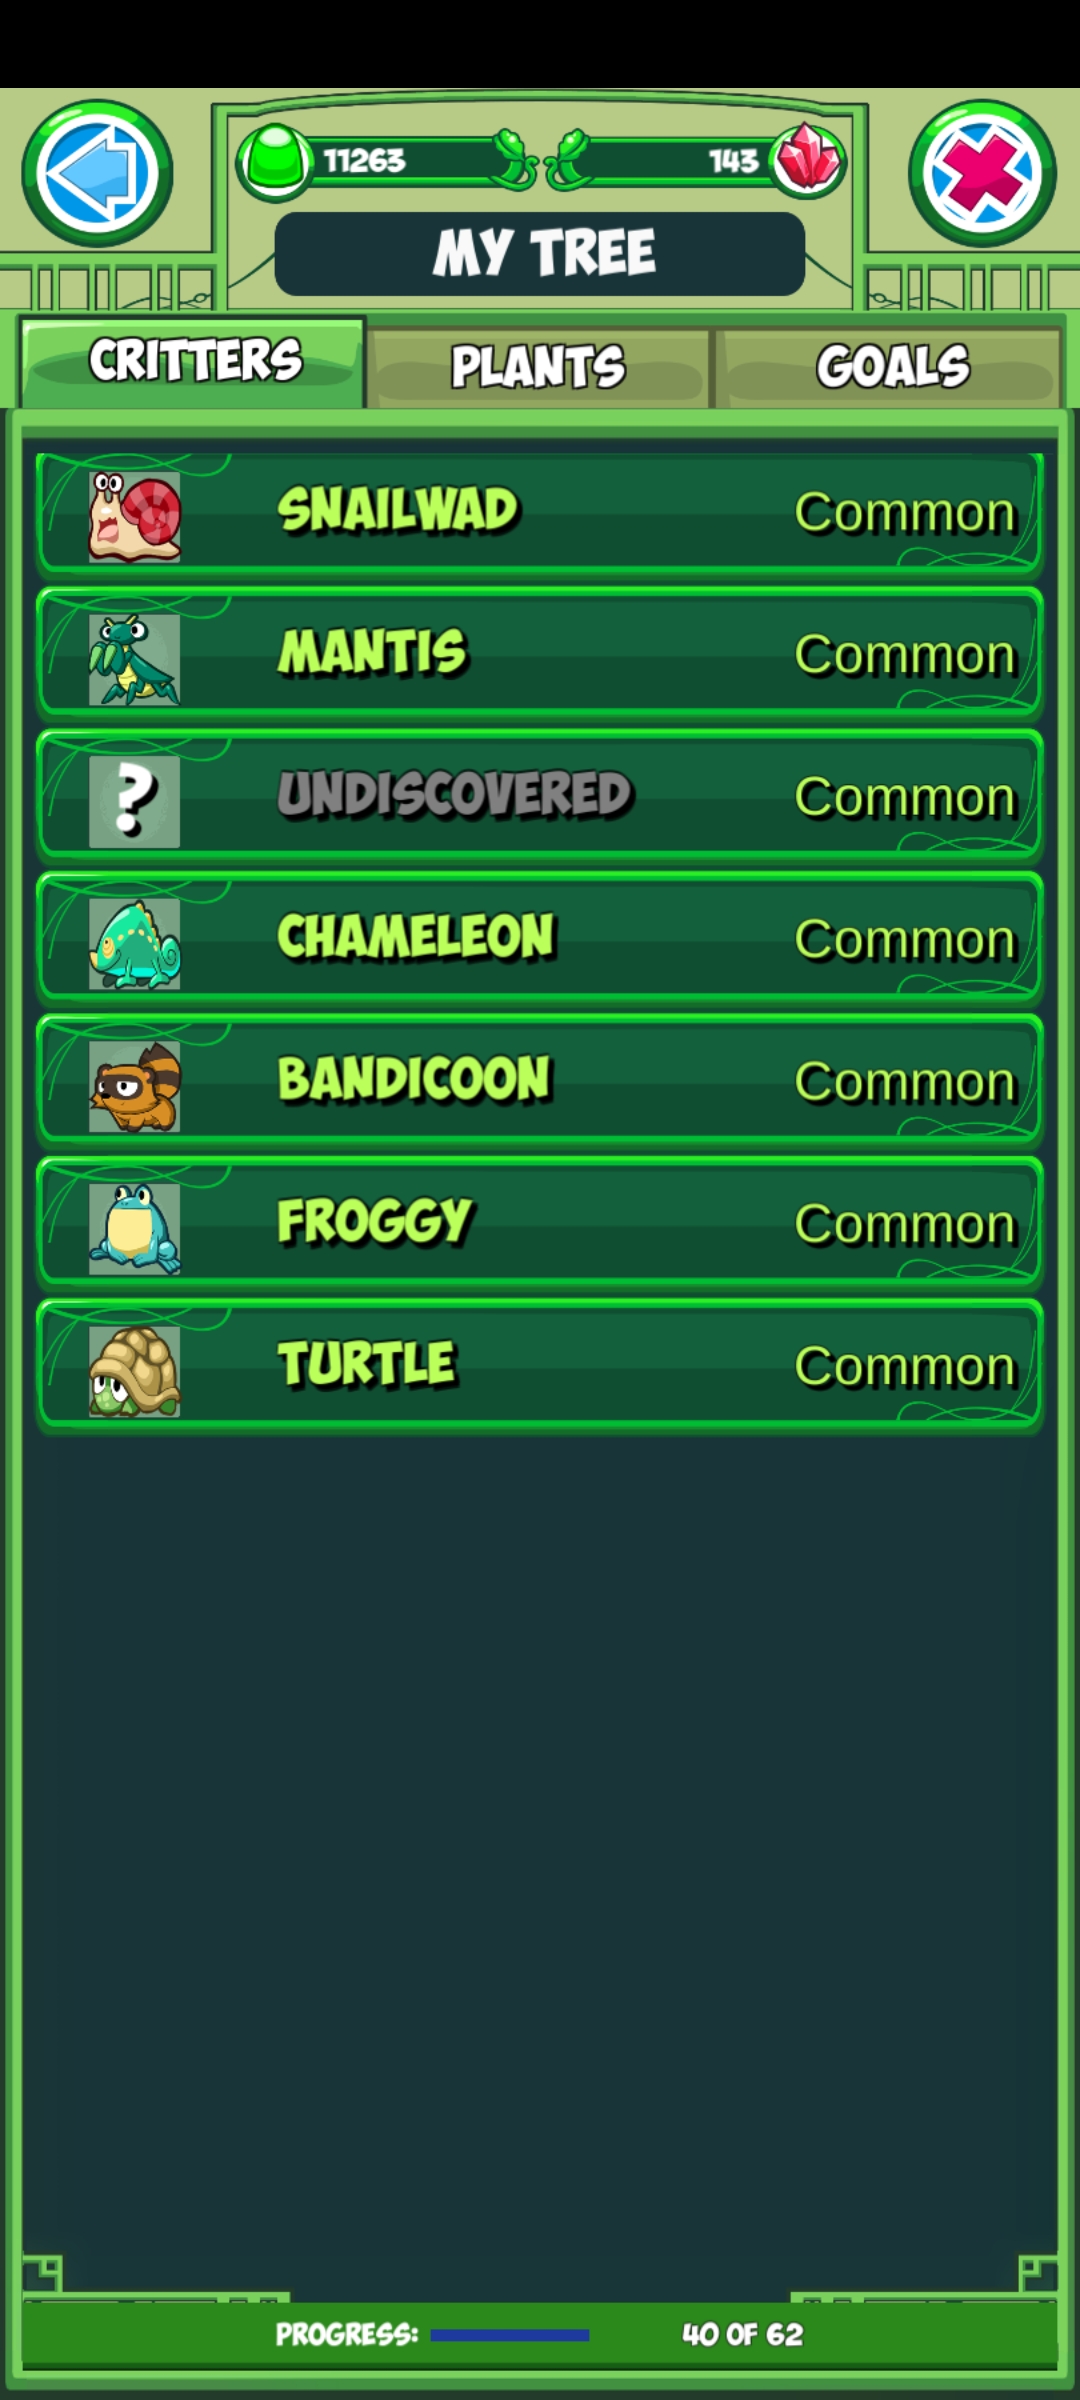 11263
143
MY TREE
CRITTERS
PLANTS
GOALS
SNAILWAD
Common
MANTIS
Common
?
UNDISCOVERED
Common
CHAMELEON
Common
BANDICOON
Common
FROGGY
Common
TURTLE
Common
PROGRESS:
40 OF 62